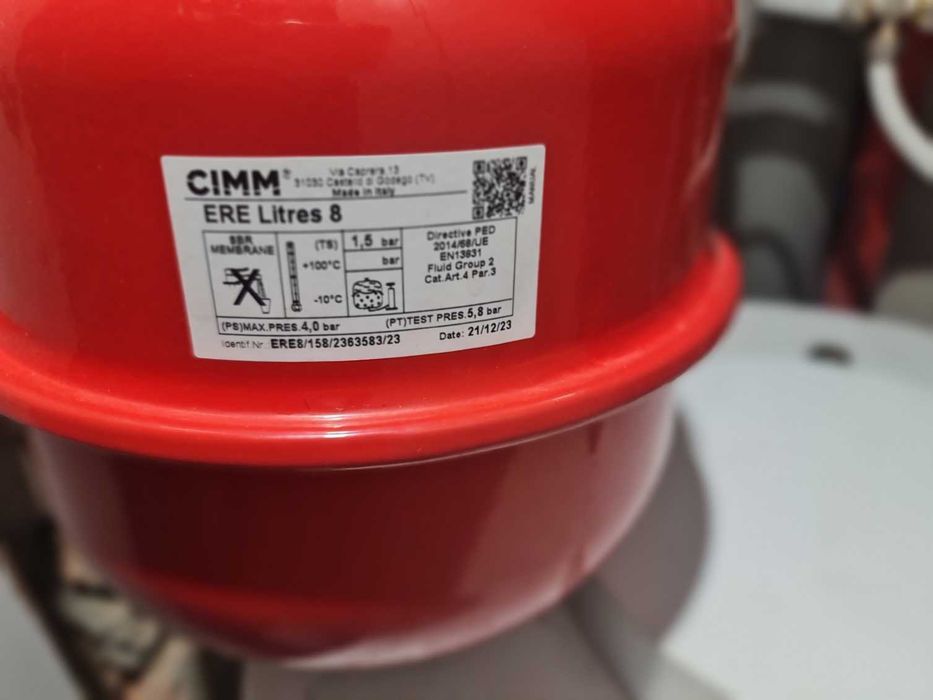 CIMM®
Via Caprera, 13
31030 Castello di Godego (TV)
Made in Italy
ERE Litres 8
MANUAL
SBR
MEMBRANE
(TS)
+100°C
-10°C
1,5 bar
bar
Directive PED
2014/68/UE
EN13831
Fluid Group 2
Cat.Art.4 Par.3
(PS)MAX.PRES.4,0 bar
(PT)TEST PRES.5,8 bar
Identif.Nr.:ERE8/158/2363583/23
Date: 21/12/23